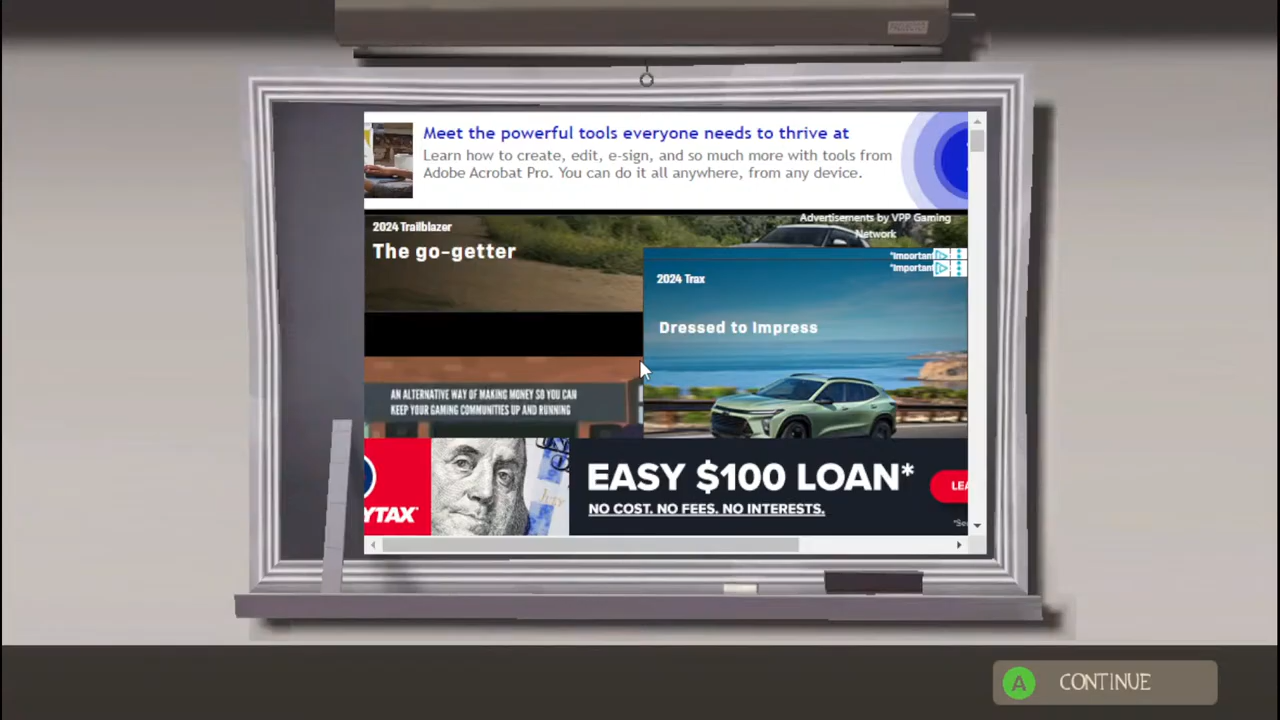 Meet the powerful tools everyone needs to thrive at
Learn how to create, edit, e-sign, and so much more with tools from
Adobe Acrobat Pro. You can do it all anywhere, from any device.
Advertisements by VPP Gaming
Network
2024 Trailblazer
The go-getter
*Important
*Important
2024 Trax
Dressed to Impress
AN ALTERNATIVE WAY OF MAKING MONEY SO YOU CAN
KEEP YOUR GAMING COMMUNITIES UP AND RUNNING
YTAX
EASY $100 LOAN*
NO COST. NO FEES. NO INTERESTS.
LEA
*Se
A CONTINUE